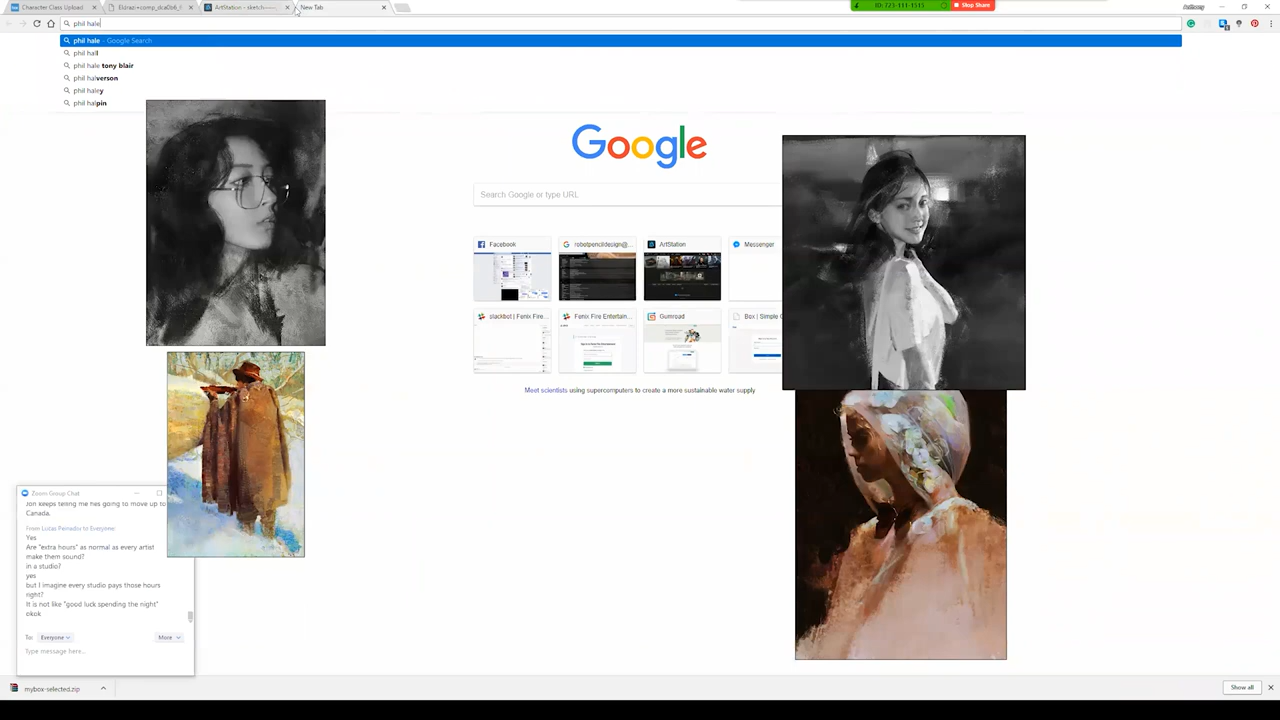 Character Class Upload
ArtStation - sketch
New Tab
ID: 723-111-1515
Stop Share
Anthony
phil hale
phil hale - Google Search
phil hall
phil hale tony blair
phil halverson
phil haley
phil halpin
Google
Search Google or type URL
Facebook
robotpencildesign@...
ArtStation
Messenger
slackbot | Fenix Fire...
Fenix Fire Entertain...
Gumroad
Box | Simple
Meet scientists using supercomputers to create a more sustainable water supply
Zoom Group Chat
Jon keeps telling me hes going to move up to
Canada.
to Everyone:
Yes
Are "extra hours" as normal as every artist
make them sound?
in a studio?
yes
but I imagine every studio pays those hours
right?
It is not like "good luck spending the night"
okok
To: Everyone
More
Type message here...
mybox-selected.zip
Show all